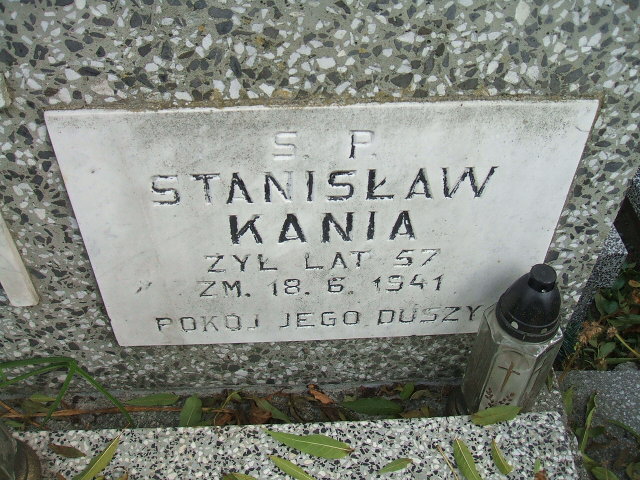 S. P.
STANISŁAW
KANIA
ŻYŁ LAT 57
ZM. 18. 6. 1941
POKÓJ JEGO DUSZY